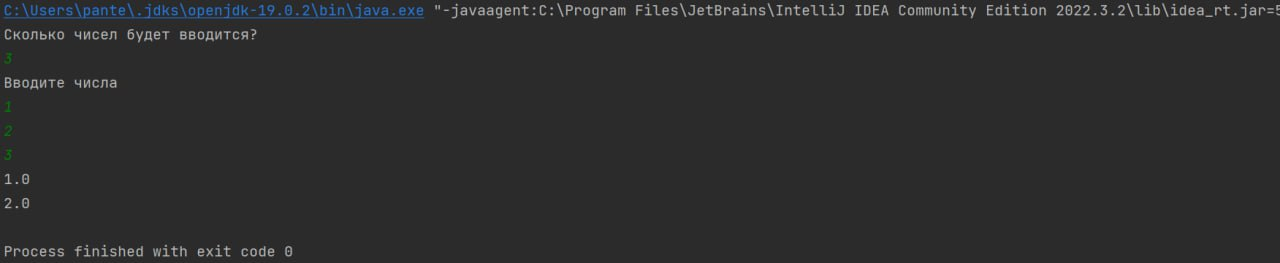 C:\Users\pante\.jdks\openjdk-19.0.2\bin\java.exe "-javaagent:C:\Program Files\JetBrains\IntelliJ IDEA Community Edition 2022.3.2\lib\idea_rt.jar=5
Сколько чисел будет вводится?
3
Вводите числа
1
2
3
1.0
2.0
Process finished with exit code 0